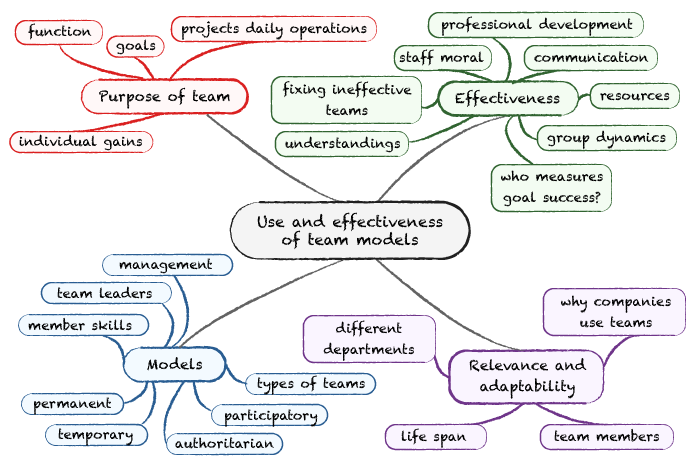 function
goals
projects daily operations
Purpose of team
individual gains
professional development
staff moral
communication
fixing ineffective
teams
Effectiveness
resources
understandings
group dynamics
who measures
goal success?
Use and effectiveness
of team models
management
team leaders
member skills
Models
types of teams
permanent
participatory
temporary
authoritarian
why companies
use teams
different
departments
Relevance and
adaptability
life span
team members